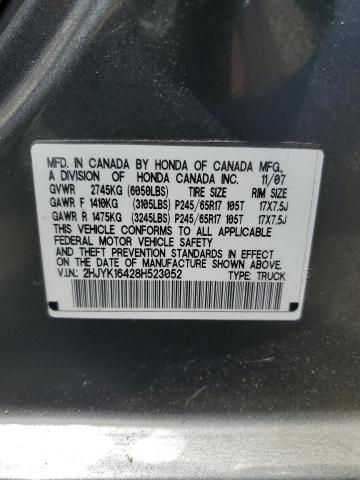 MFD. IN CANADA BY HONDA OF CANADA MFG.,
A DIVISION OF HONDA CANADA INC. 11/07
GVWR 2745KG (6050LBS) TIRE SIZE RIM SIZE
GAWR F 1410KG (3105LBS) P245/65R17 105T 17X7.5J
GAWR R 1475KG (3245LBS) P245/65R17 105T 17X7.5J
THIS VEHICLE CONFORMS TO ALL APPLICABLE
FEDERAL MOTOR VEHICLE SAFETY AND
THEFT PREVENTION STANDARDS IN EFFECT
ON THE DATE OF MANUFACTURE SHOWN ABOVE.
V.I.N.: 2HJYK16428H523052 TYPE: TRUCK